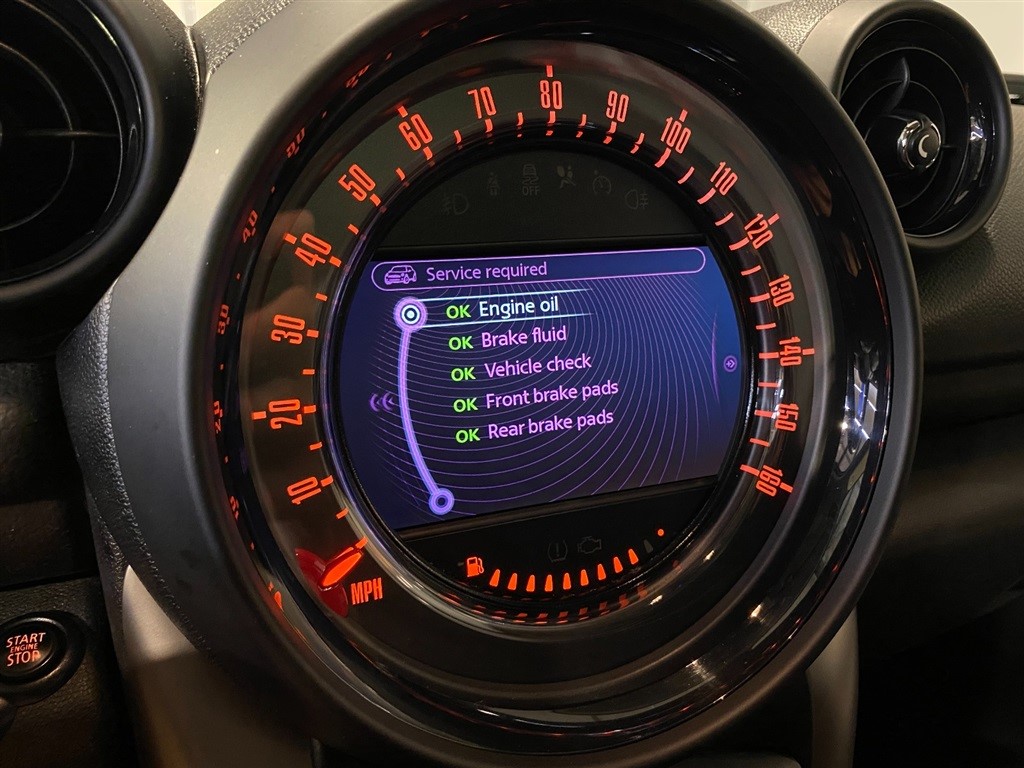 10
20
30
40
50
60
70
80
90
100
110
120
130
140
150
160
MPH
OFF
Service required
OK Engine oil
OK Brake fluid
OK Vehicle check
OK Front brake pads
OK Rear brake pads
START
ENGINE
STOP